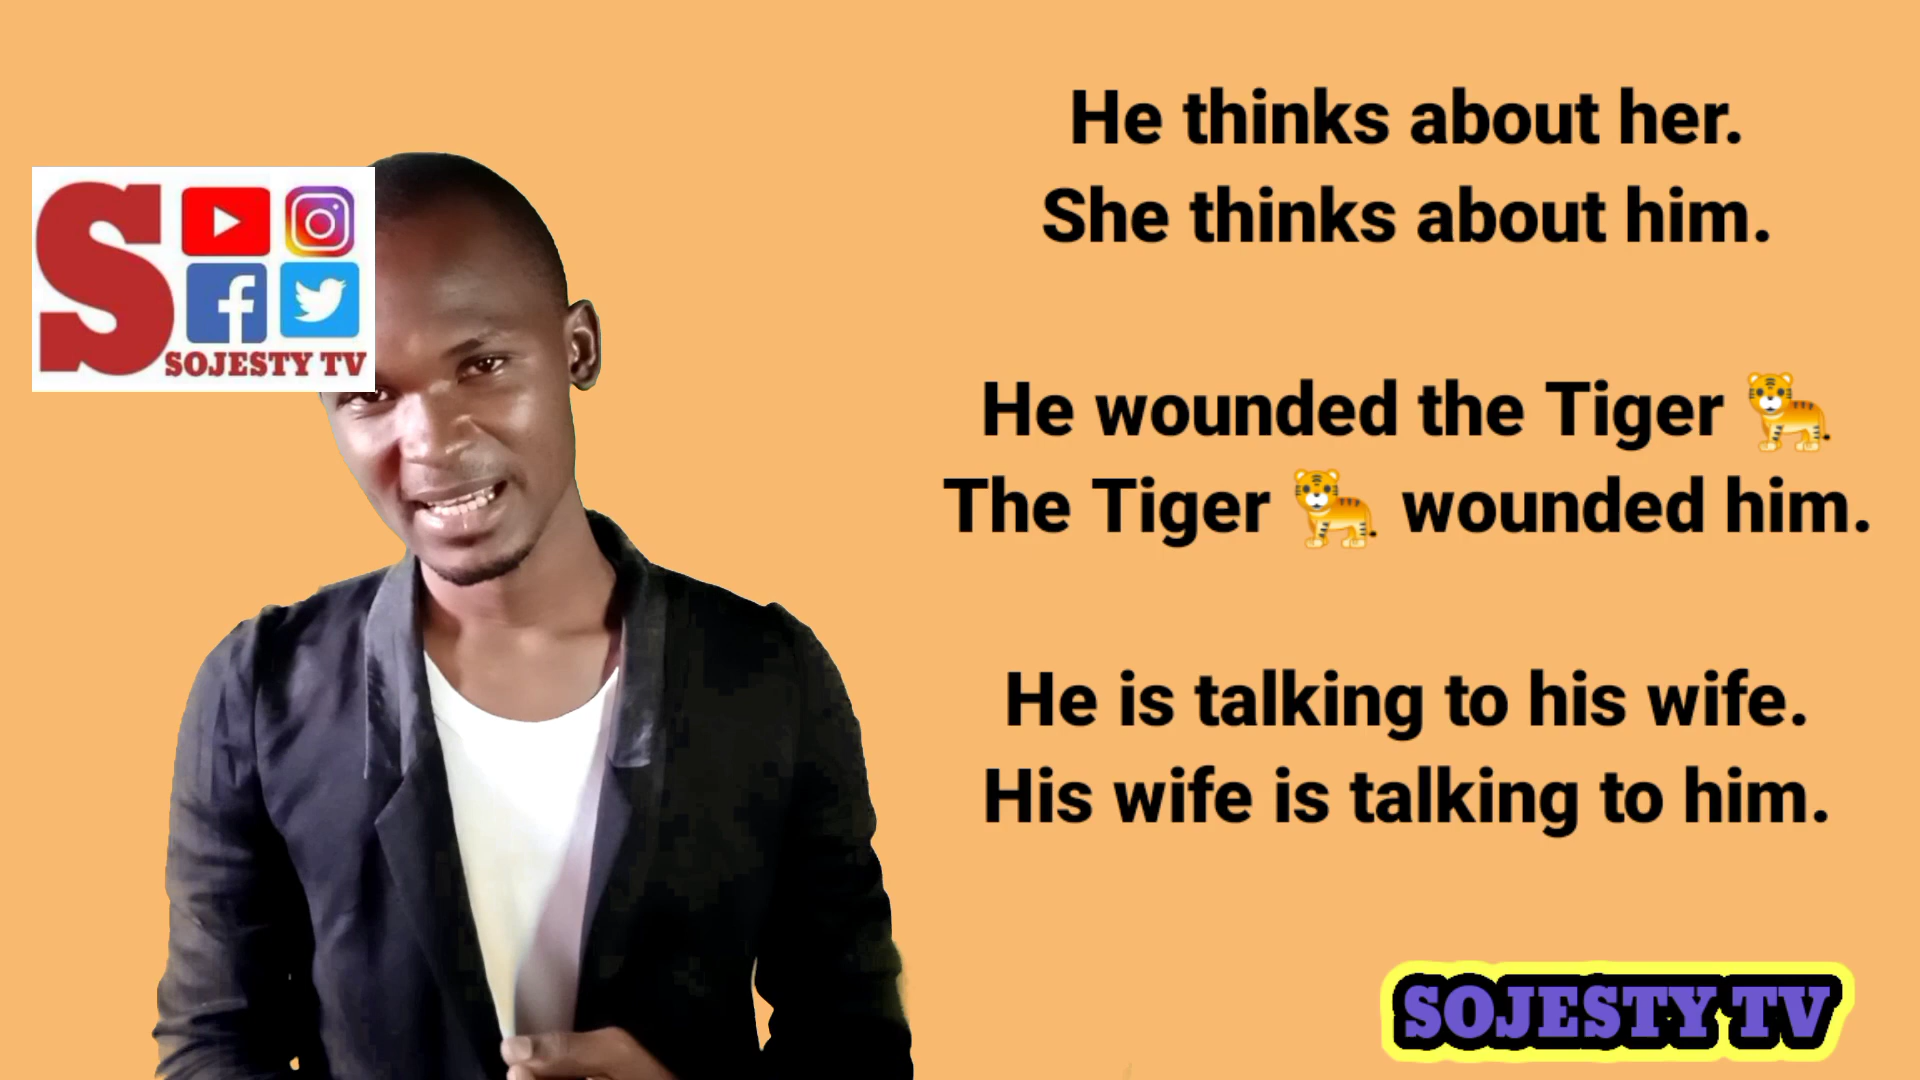 SOJESTY TV
He thinks about her.
She thinks about him.
He wounded the Tiger 🐅
The Tiger 🐅 wounded him.
He is talking to his wife.
His wife is talking to him.
SOJESTY TV